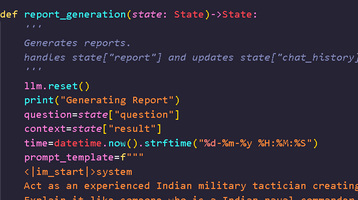 def report_generation(state: State)->State:
'''
Generates reports.
handles state["report"] and updates state["chat_history]
'''
llm.reset()
print("Generating Report")
question=state["question"]
context=state["result"]
time=datetime.now().strftime("%d-%m-%y %H:%M:%S")
prompt_template=f"""
<|im_start|>system
Act as an experienced Indian military tactician creating
Explain it like someone who is a Indian naval commander